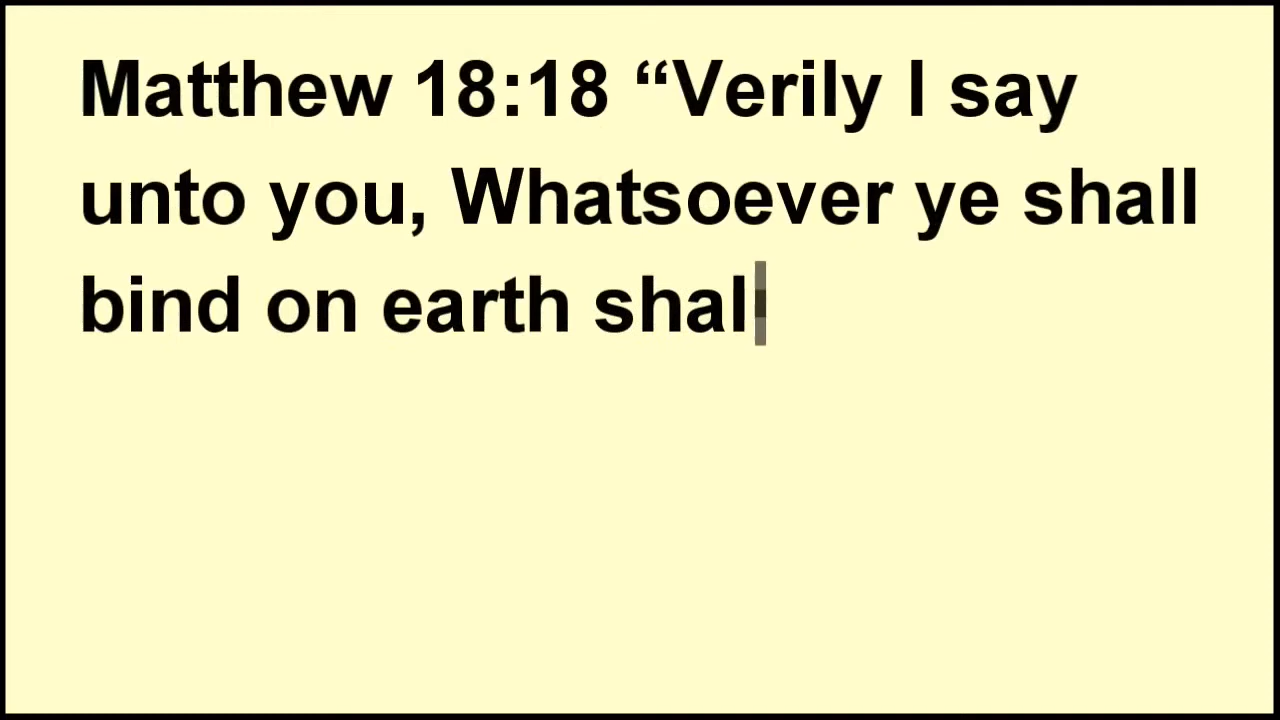 Matthew 18:18 “Verily I say
unto you, Whatsoever ye shall
bind on earth shal